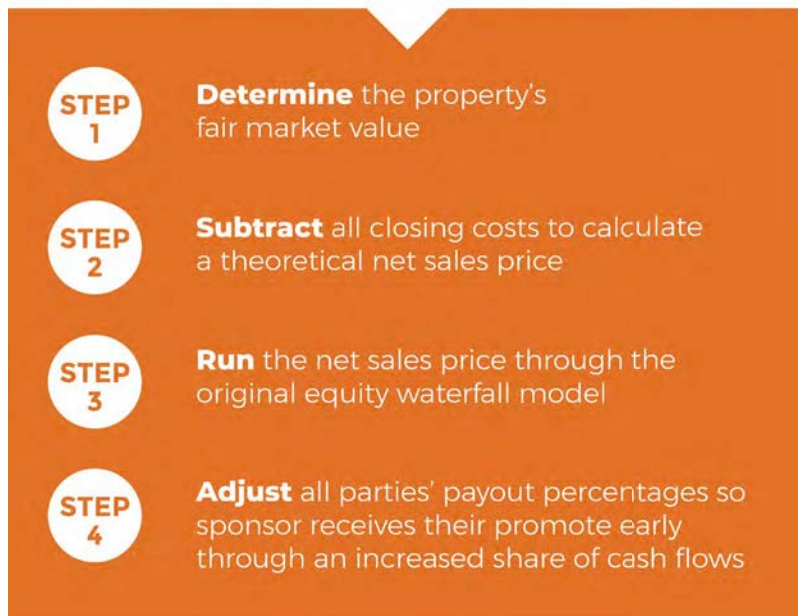 STEP
1
Determine the property's
fair market value
STEP
2
Subtract all closing costs to calculate
a theoretical net sales price
STEP
3
Run the net sales price through the
original equity waterfall model
STEP
4
Adjust all parties' payout percentages so
sponsor receives their promote early
through an increased share of cash flows